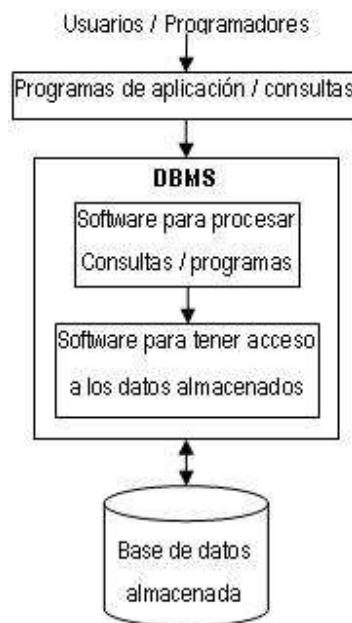 Usuarios / Programadores
Programas de aplicación / consultas
DBMS
Software para procesar
Consultas / programas
Software para tener acceso
a los datos almacenados
Base de datos
almacenada